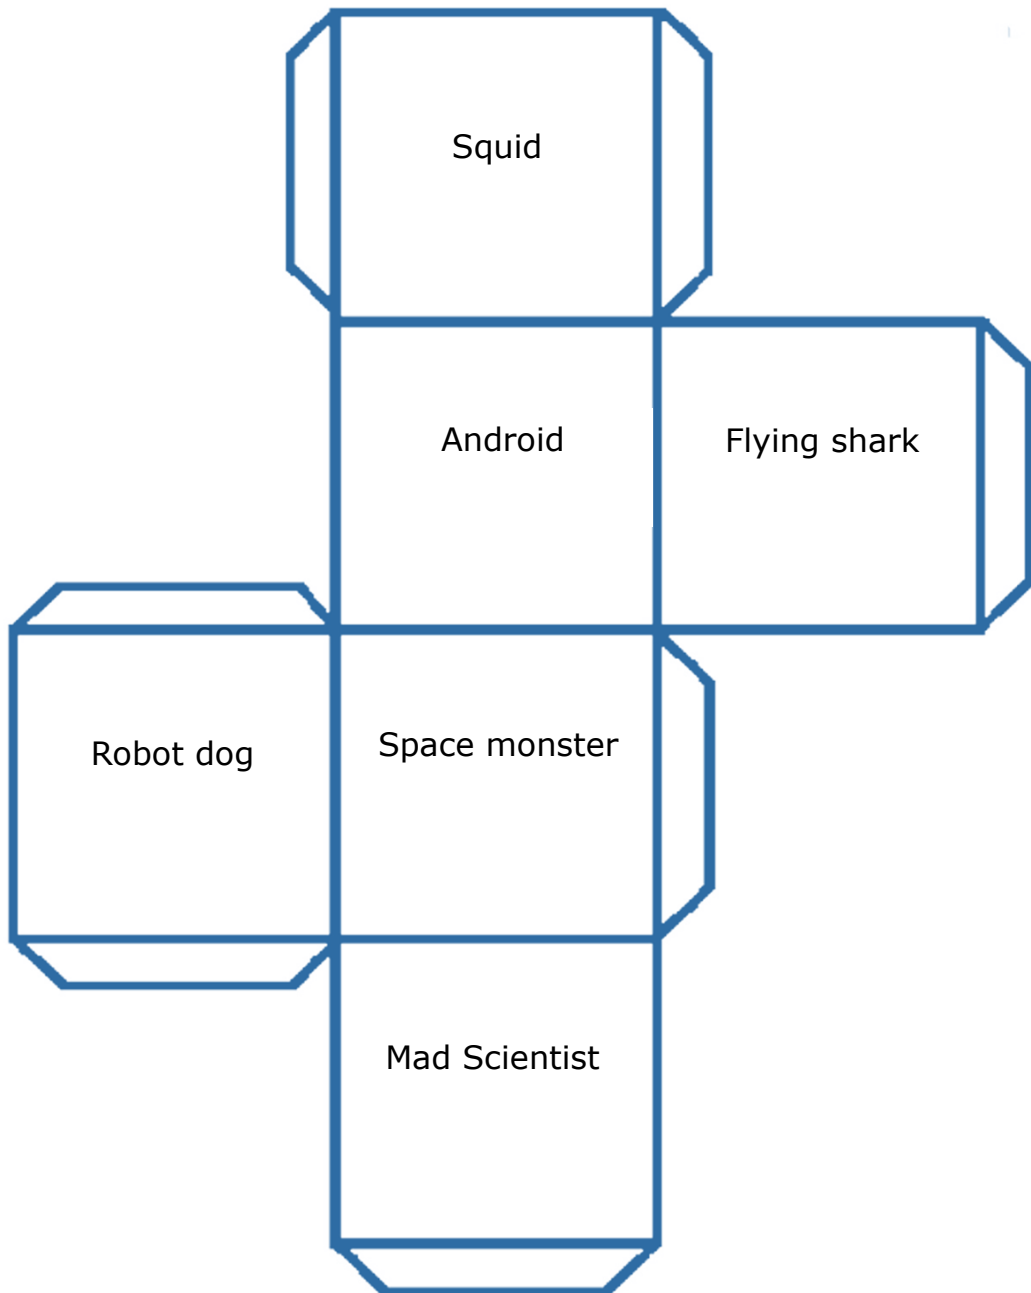 Squid
Android
Flying shark
Robot dog
Space monster
Mad Scientist